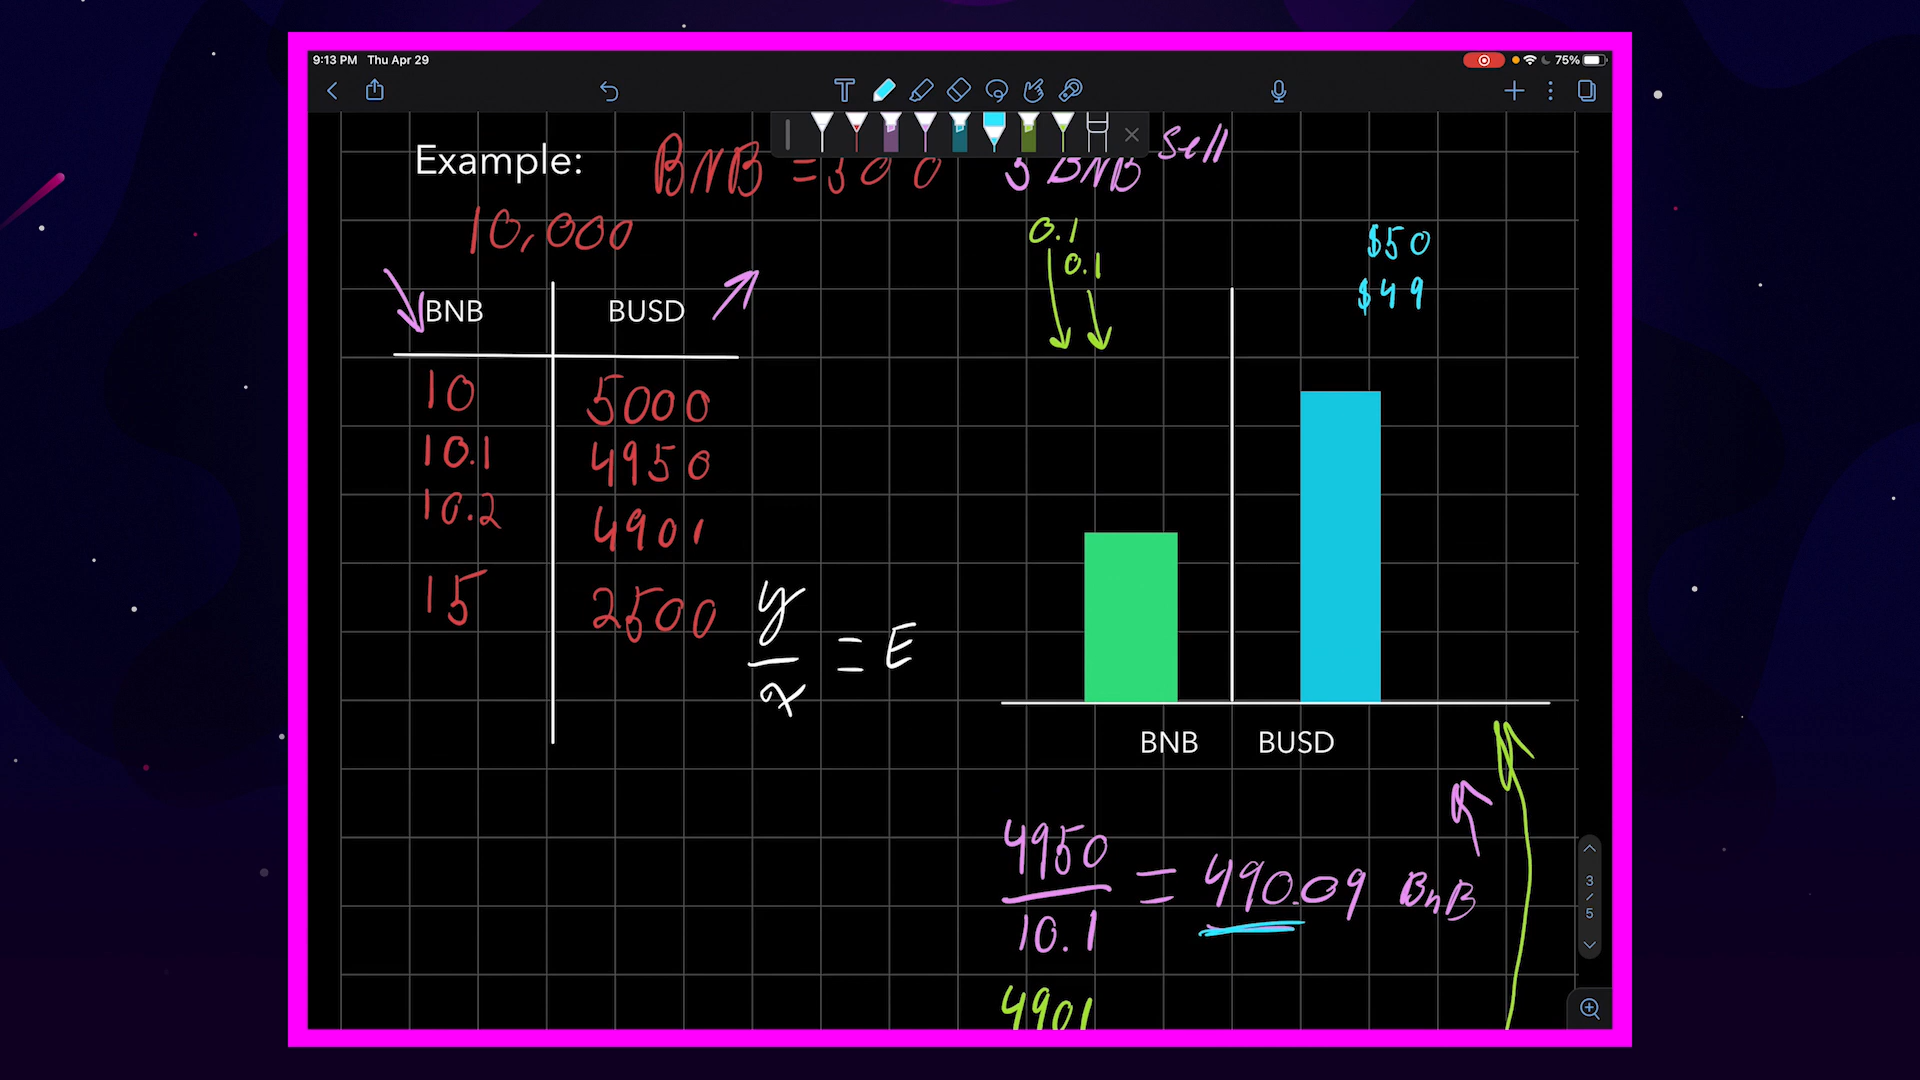 9:13 PM Thu Apr 29
75%
Example: BNB = 300
5 BNB Sell
10,000
0.1
0.1
$50
$49
BNB BUSD
10 5000
10.1 4950
10.2 4901
15 2500
y
x
= E
BNB BUSD
4950
10.1
= 490.09 BnB
3
/
5
4901